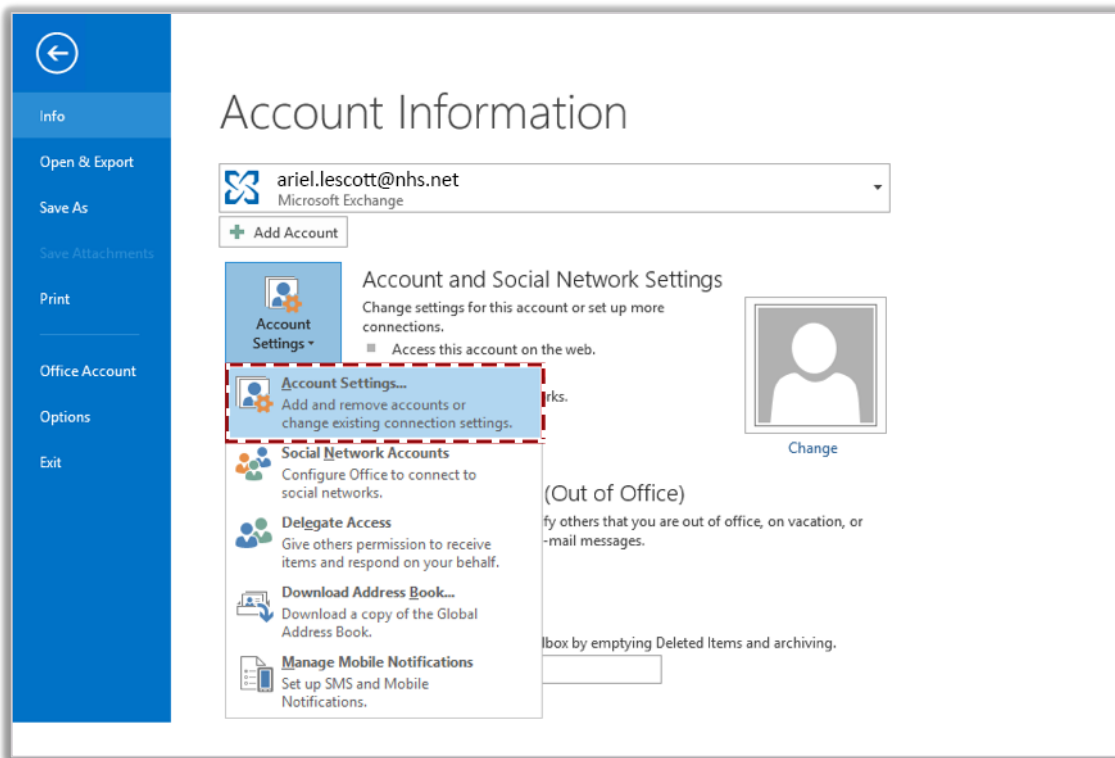 Info
Open & Export
Save As
Save Attachments
Print
Office Account
Options
Exit
Account Information
ariel.lescott@nhs.net
Microsoft Exchange
Add Account
Account
Settings
Account and Social Network Settings
Change settings for this account or set up more
connections.
Access this account on the web.
Account Settings...
Add and remove accounts or
change existing connection settings.
Social Network Accounts
Configure Office to connect to
social networks.
Delegate Access
Give others permission to receive
items and respond on your behalf.
Download Address Book...
Download a copy of the Global
Address Book.
Manage Mobile Notifications
Set up SMS and Mobile
Notifications.
Change
(Out of Office)
others that you are out of office, on vacation, or
-mail messages.
by emptying Deleted Items and archiving.